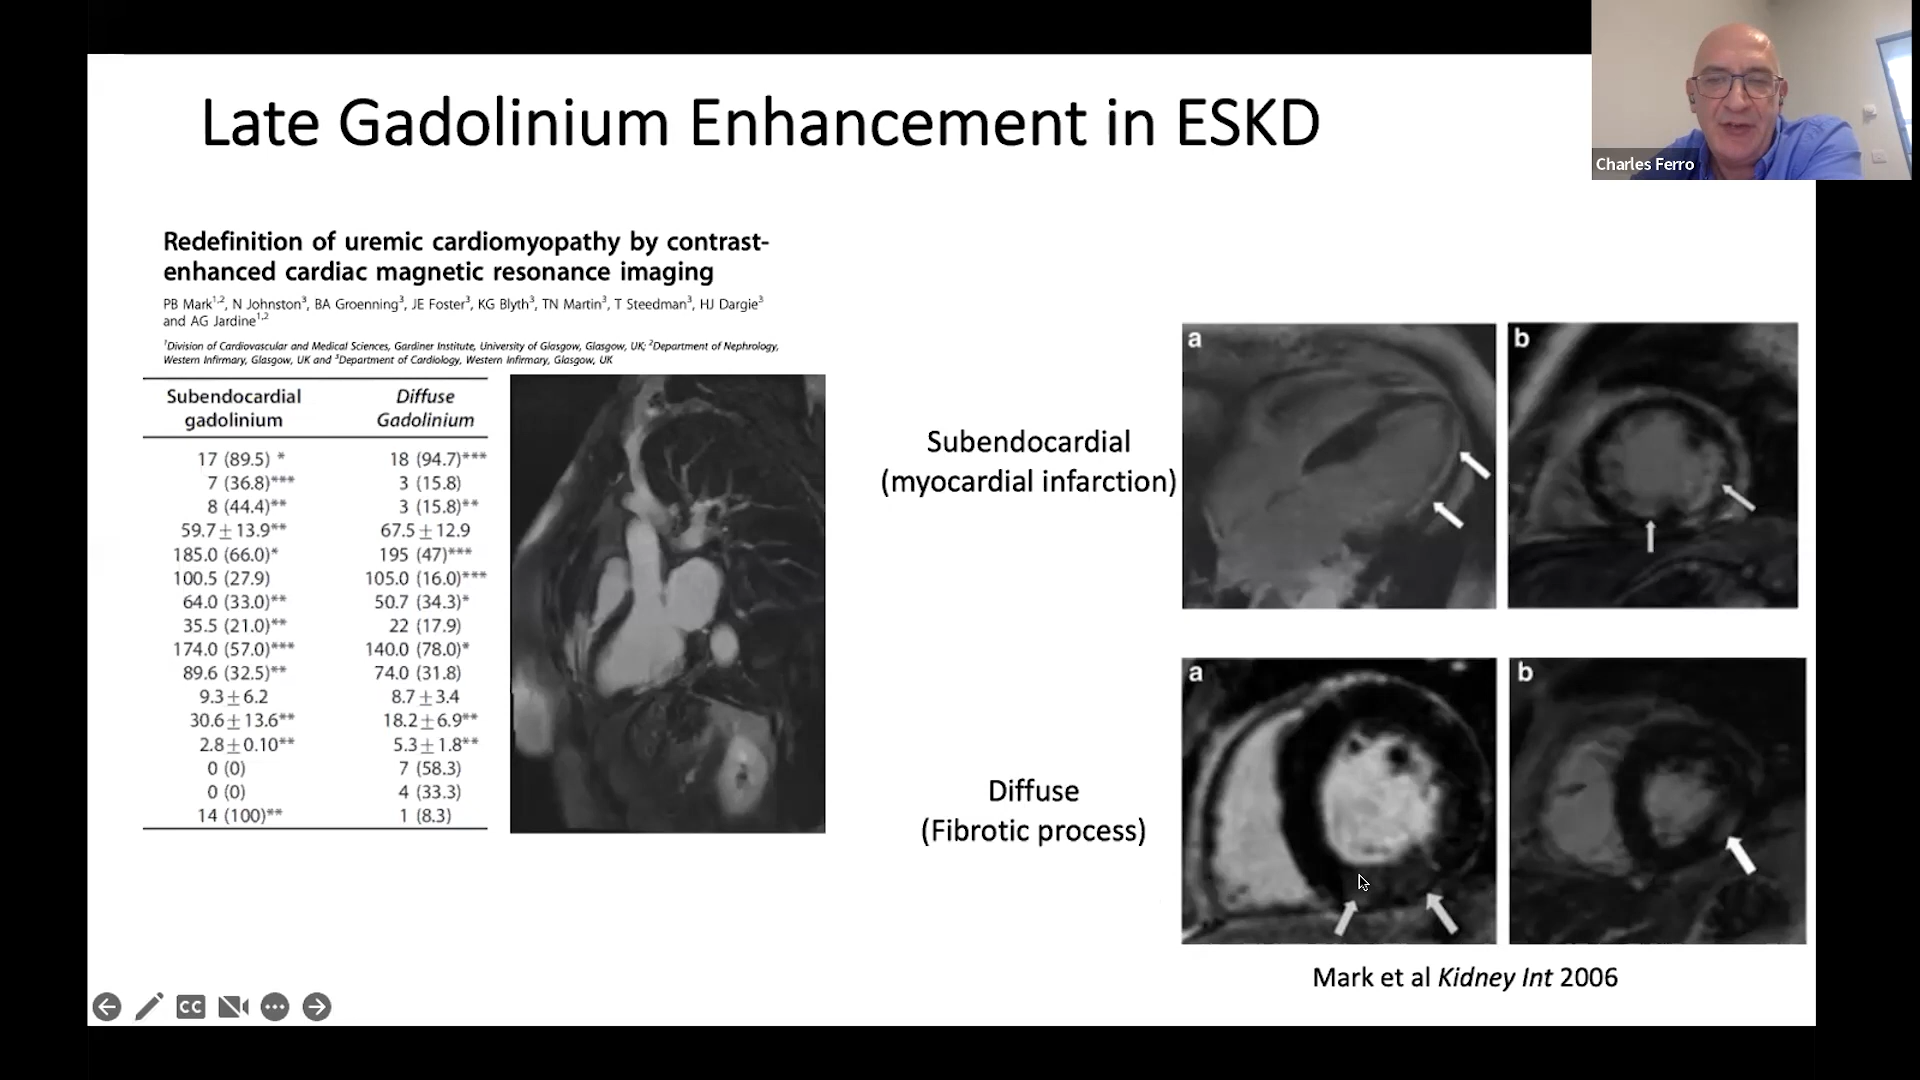 Late Gadolinium Enhancement in ESKD
Charles Ferro
Redefinition of uremic cardiomyopathy by contrast-
enhanced cardiac magnetic resonance imaging
PB Mark1,2, N Johnston3, BA Groenning3, JE Foster3, KG Blyth3, TN Martin3, T Steedman3, HJ Dargie3
and AG Jardine1,2
1Division of Cardiovascular and Medical Sciences, Gardiner Institute, University of Glasgow, Glasgow, UK; 2Department of Nephrology,
Western Infirmary, Glasgow, UK and 3Department of Cardiology, Western Infirmary, Glasgow, UK
Subendocardial Diffuse
gadolinium Gadolinium
17 (89.5) * 18 (94.7)***
7 (36.8)*** 3 (15.8)
8 (44.4)** 3 (15.8)**
59.7±13.9** 67.5±12.9
185.0 (66.0)* 195 (47)***
100.5 (27.9) 105.0 (16.0)***
64.0 (33.0)** 50.7 (34.3)*
35.5 (21.0)** 22 (17.9)
174.0 (57.0)*** 140.0 (78.0)*
89.6 (32.5)** 74.0 (31.8)
9.3±6.2 8.7±3.4
30.6±13.6** 18.2±6.9**
2.8±0.10** 5.3±1.8**
0 (0) 7 (58.3)
0 (0) 4 (33.3)
14 (100)** 1 (8.3)
Subendocardial
(myocardial infarction)
a
b
Diffuse
(Fibrotic process)
a
b
Mark et al Kidney Int 2006
CC